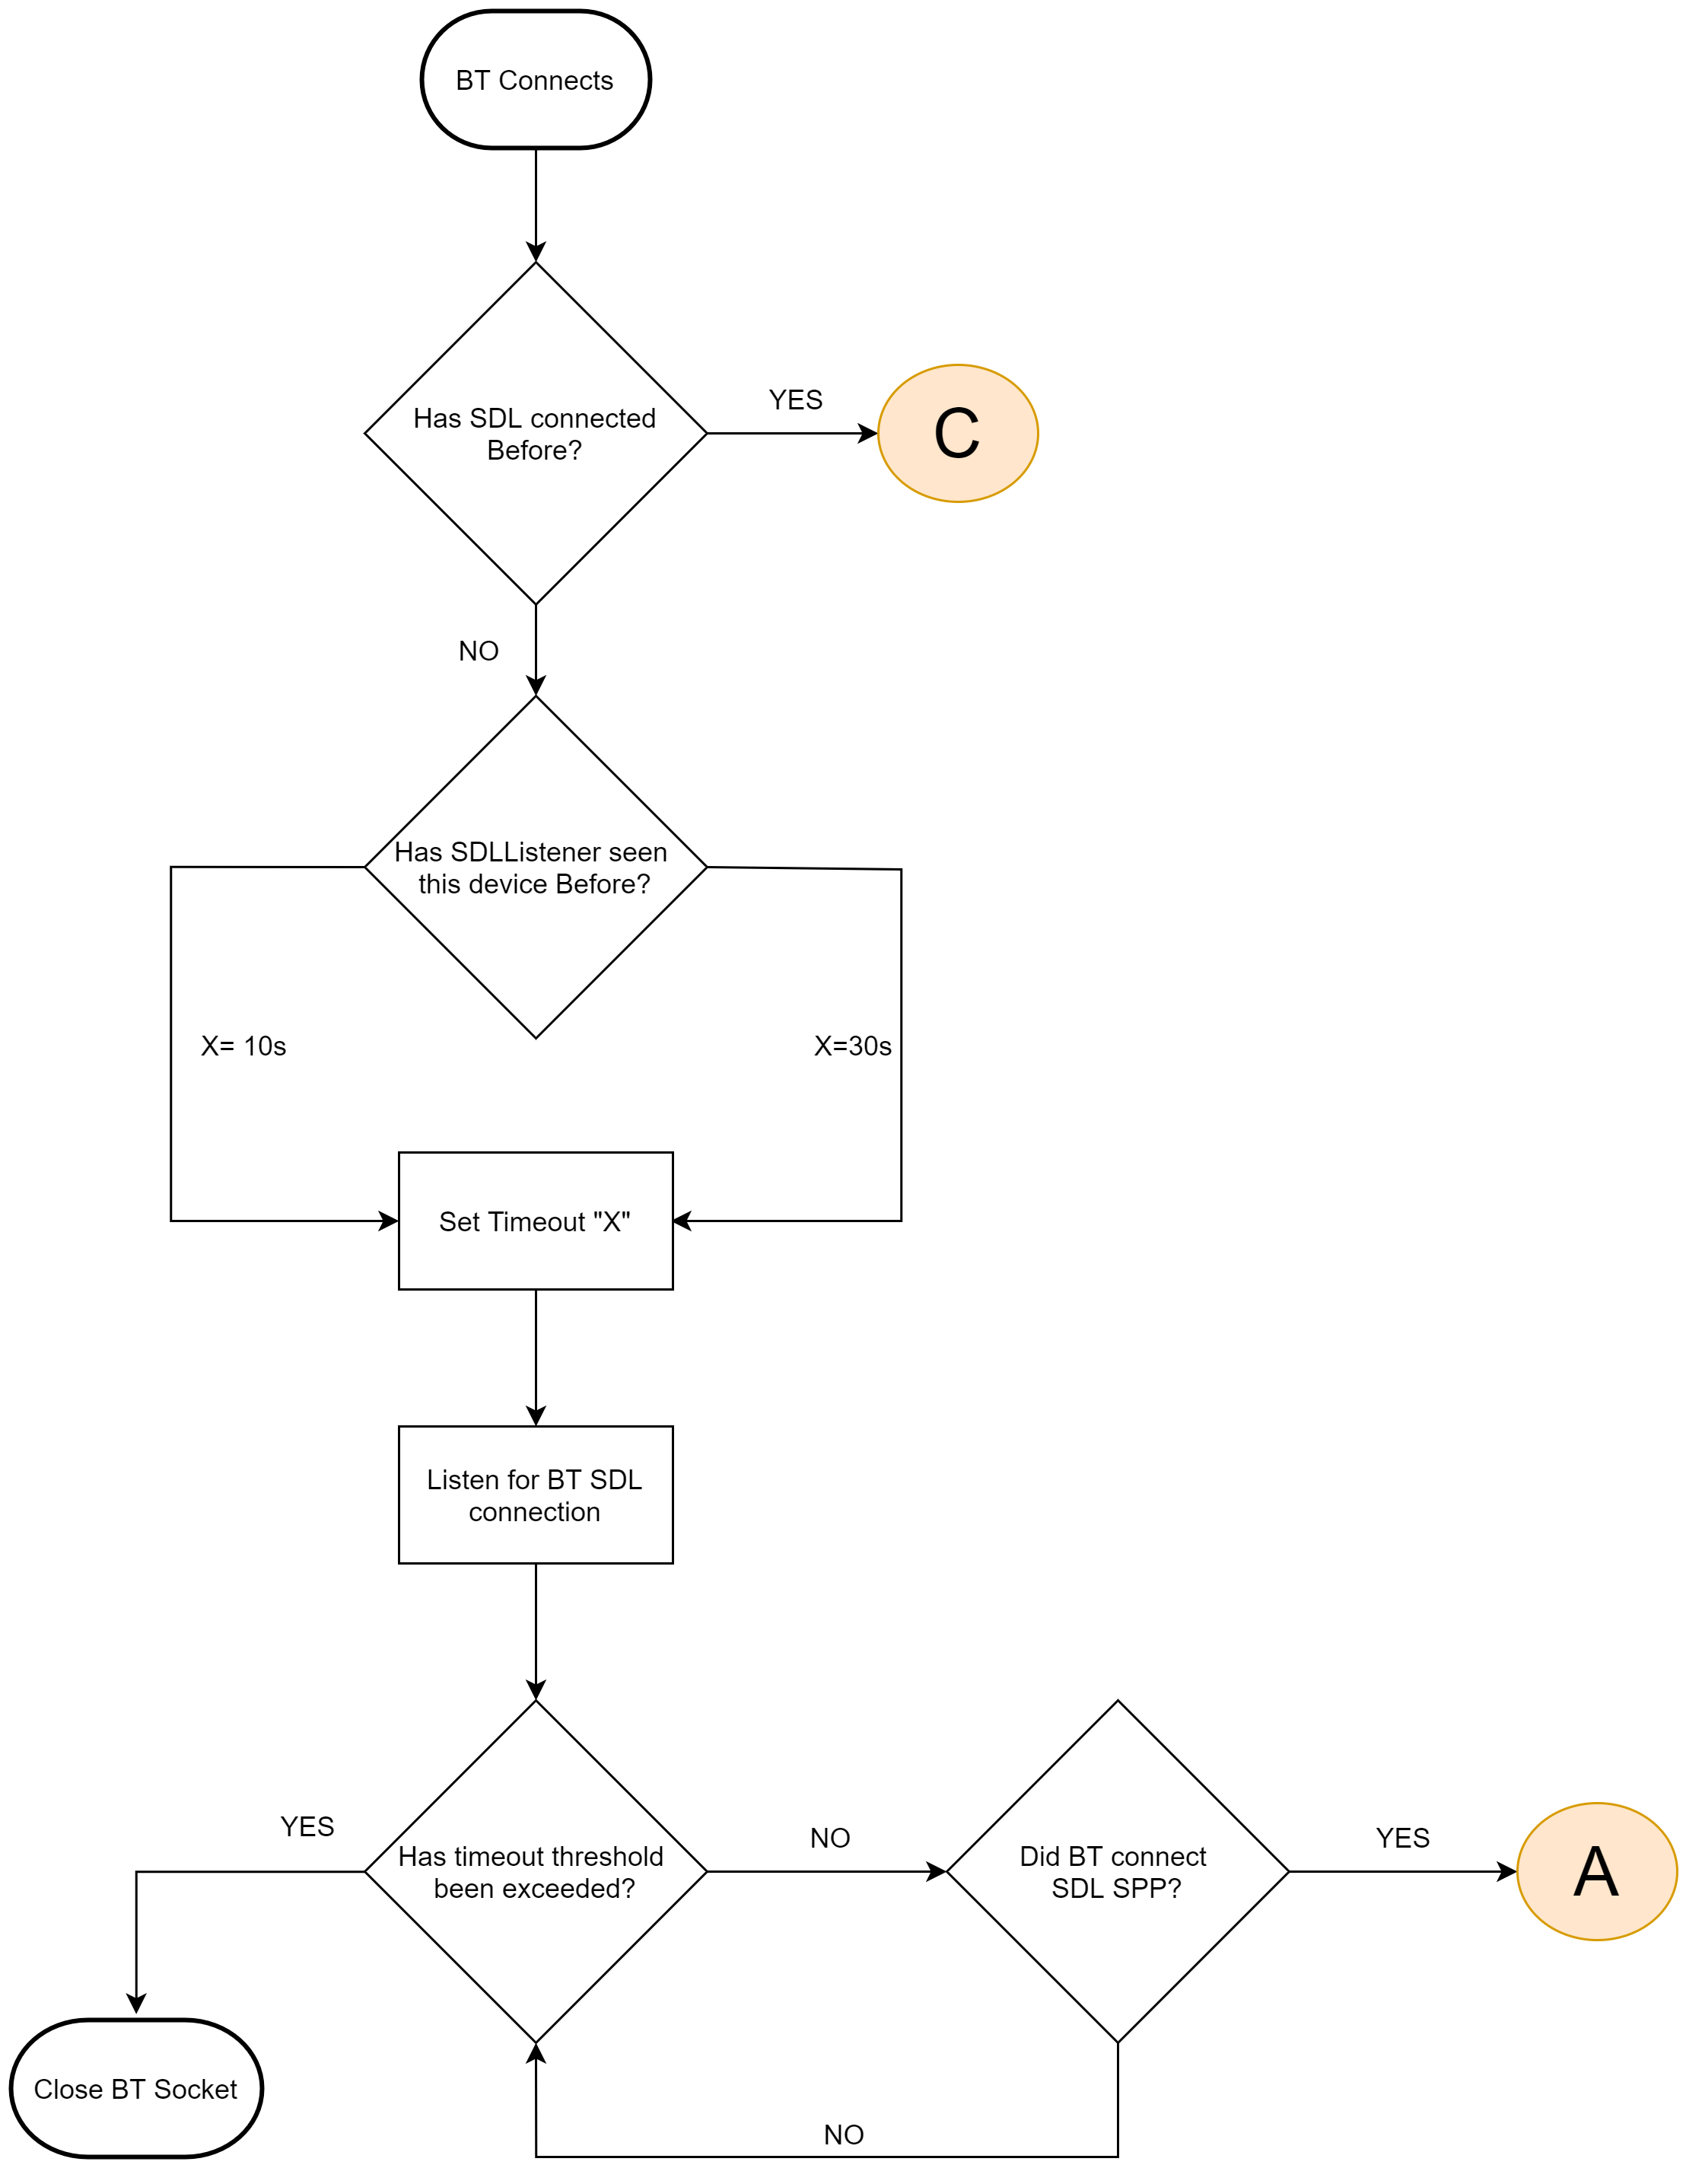 BT Connects
Has SDL connected
Before?
YES
C
NO
Has SDLListener seen
this device Before?
X= 10s
X=30s
Set Timeout "X"
Listen for BT SDL
connection
YES
Has timeout threshold
been exceeded?
NO
Did BT connect
SDL SPP?
YES
A
Close BT Socket
NO